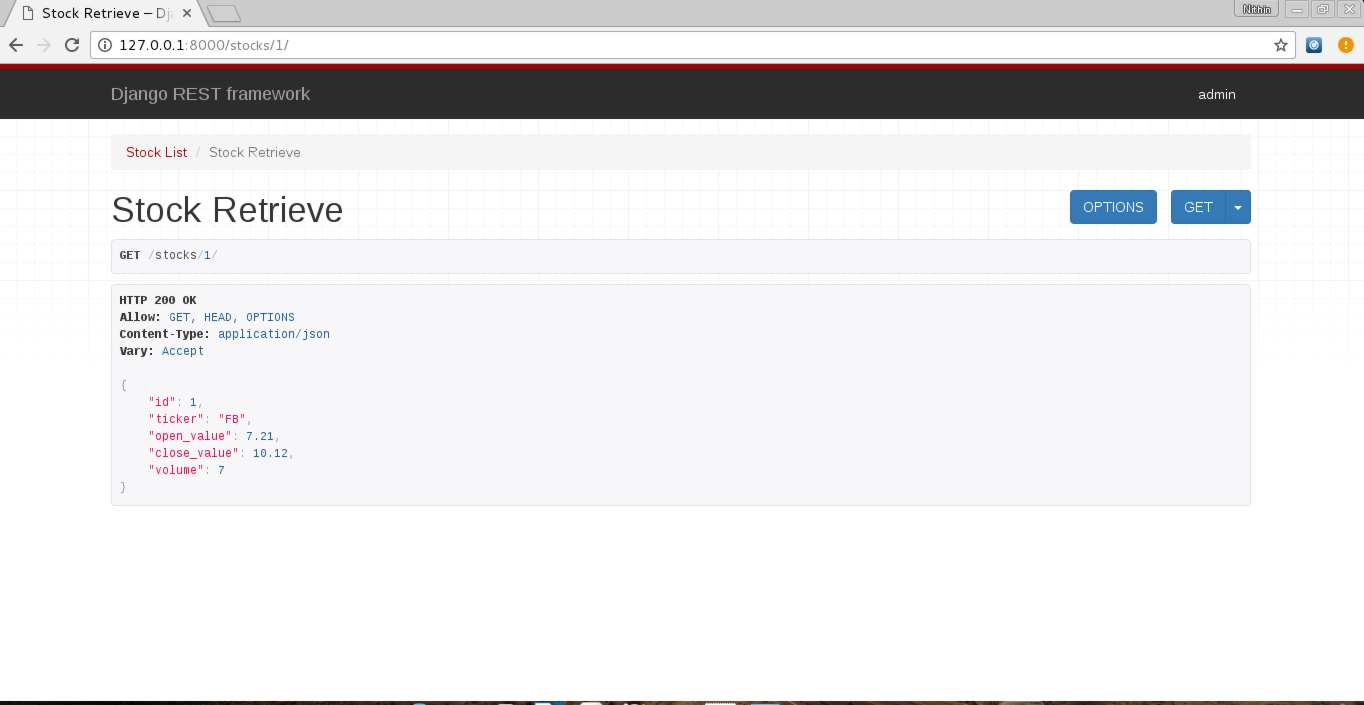 Stock Retrieve – Dj
Nithin
127.0.0.1:8000/stocks/1/
Django REST framework
admin
Stock List / Stock Retrieve
Stock Retrieve
OPTIONS
GET
GET /stocks/1/
HTTP 200 OK
Allow: GET, HEAD, OPTIONS
Content-Type: application/json
Vary: Accept
{
"id": 1,
"ticker": "FB",
"open_value": 7.21,
"close_value": 10.12,
"volume": 7
}